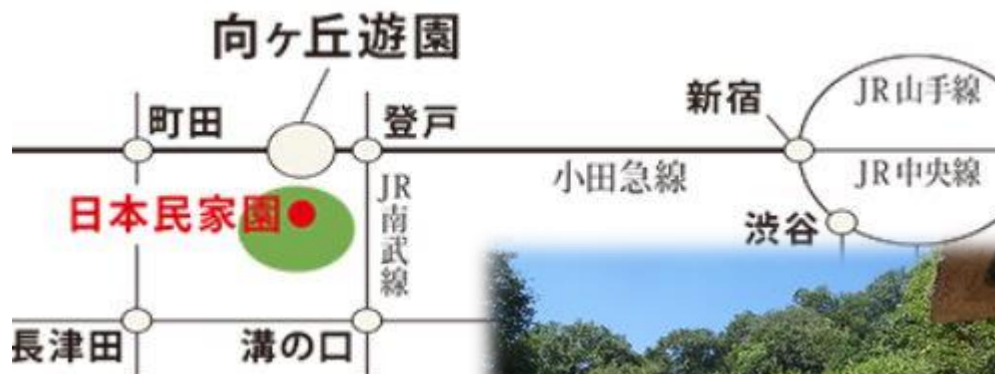 向ヶ丘遊園
町田
登戸
新宿
JR山手線
小田急線
JR中央線
日本民家園
JR南武線
渋谷
長津田
溝の口